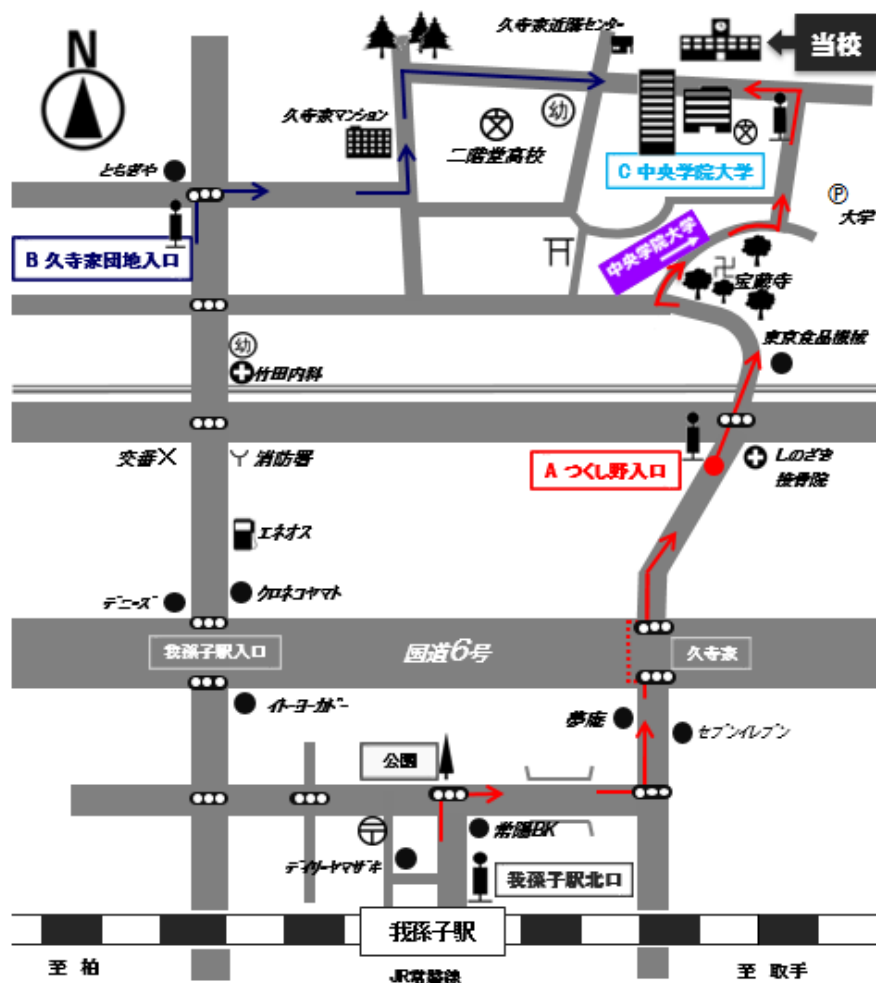 N
久寺家近隣センター
当校
久寺家マンション
幼
文
二階堂高校
とちぎや
C 中央学院大学
文
P
大学
B 久寺家団地入口
中央学院大学
宝蔵寺
東京食品機械
幼
竹田内科
交番
消防署
A つくし野入口
しのざき
接骨院
エネオス
デニーズ
クロネコヤマト
我孫子駅入口
国道6号
久寺家
イトーヨーカドー
夢庵
セブンイレブン
公園
常陽BK
デイリーヤマザキ
我孫子駅北口
我孫子駅
至 柏
JR常磐線
至 取手